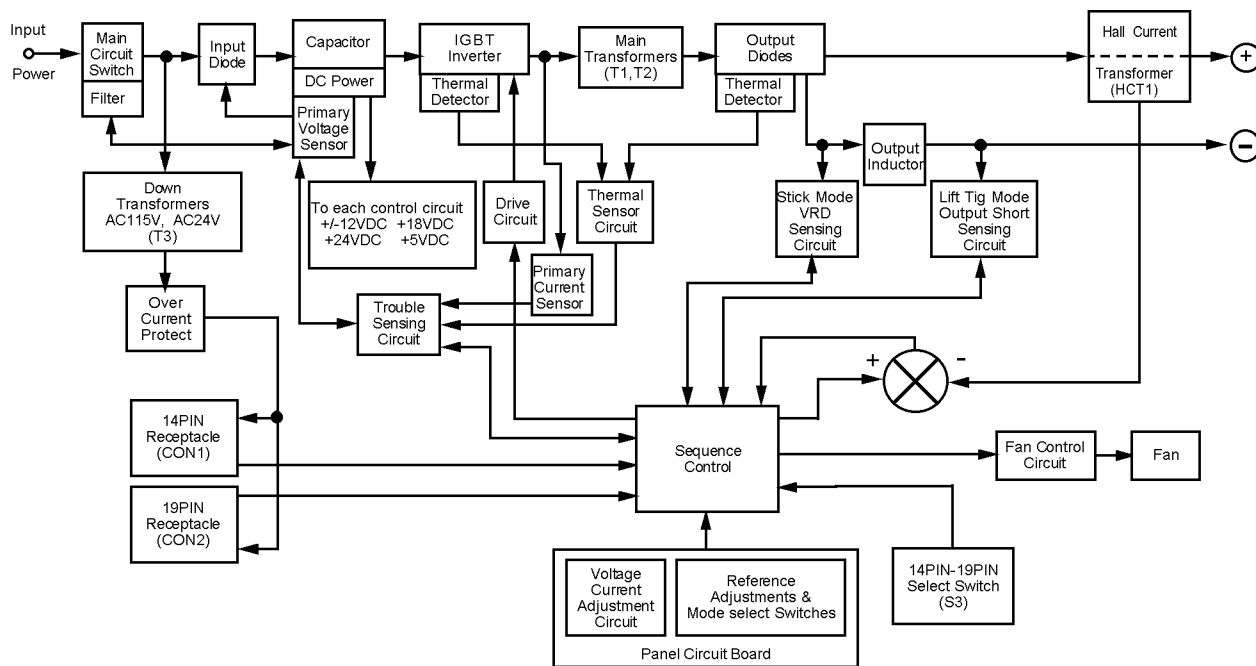 Input
Power
Main
Circuit
Switch
Filter
Input
Diode
Capacitor
DC Power
Primary
Voltage
Sensor
IGBT
Inverter
Thermal
Detector
Main
Transformers
(T1,T2)
Output
Diodes
Thermal
Detector
Hall Current
Transformer
(HCT1)
+
-
Down
Transformers
AC115V, AC24V
(T3)
To each control circuit
+/-12VDC +18VDC
+24VDC +5VDC
Drive
Circuit
Thermal
Sensor
Circuit
Output
Inductor
Stick Mode
VRD
Sensing
Circuit
Lift Tig Mode
Output Short
Sensing
Circuit
Primary
Current
Sensor
Over
Current
Protect
Trouble
Sensing
Circuit
+
-
14PIN
Receptacle
(CON1)
Sequence
Control
Fan Control
Circuit
Fan
19PIN
Receptacle
(CON2)
Voltage
Current
Adjustment
Circuit
Reference
Adjustments &
Mode select Switches
Panel Circuit Board
14PIN-19PIN
Select Switch
(S3)